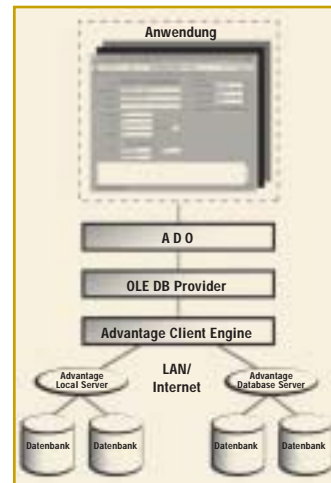 Anwendung
A D O
OLE DB Provider
Advantage Client Engine
LAN/
Internet
Advantage
Local Server
Advantage
Database Server
Datenbank
Datenbank
Datenbank
Datenbank